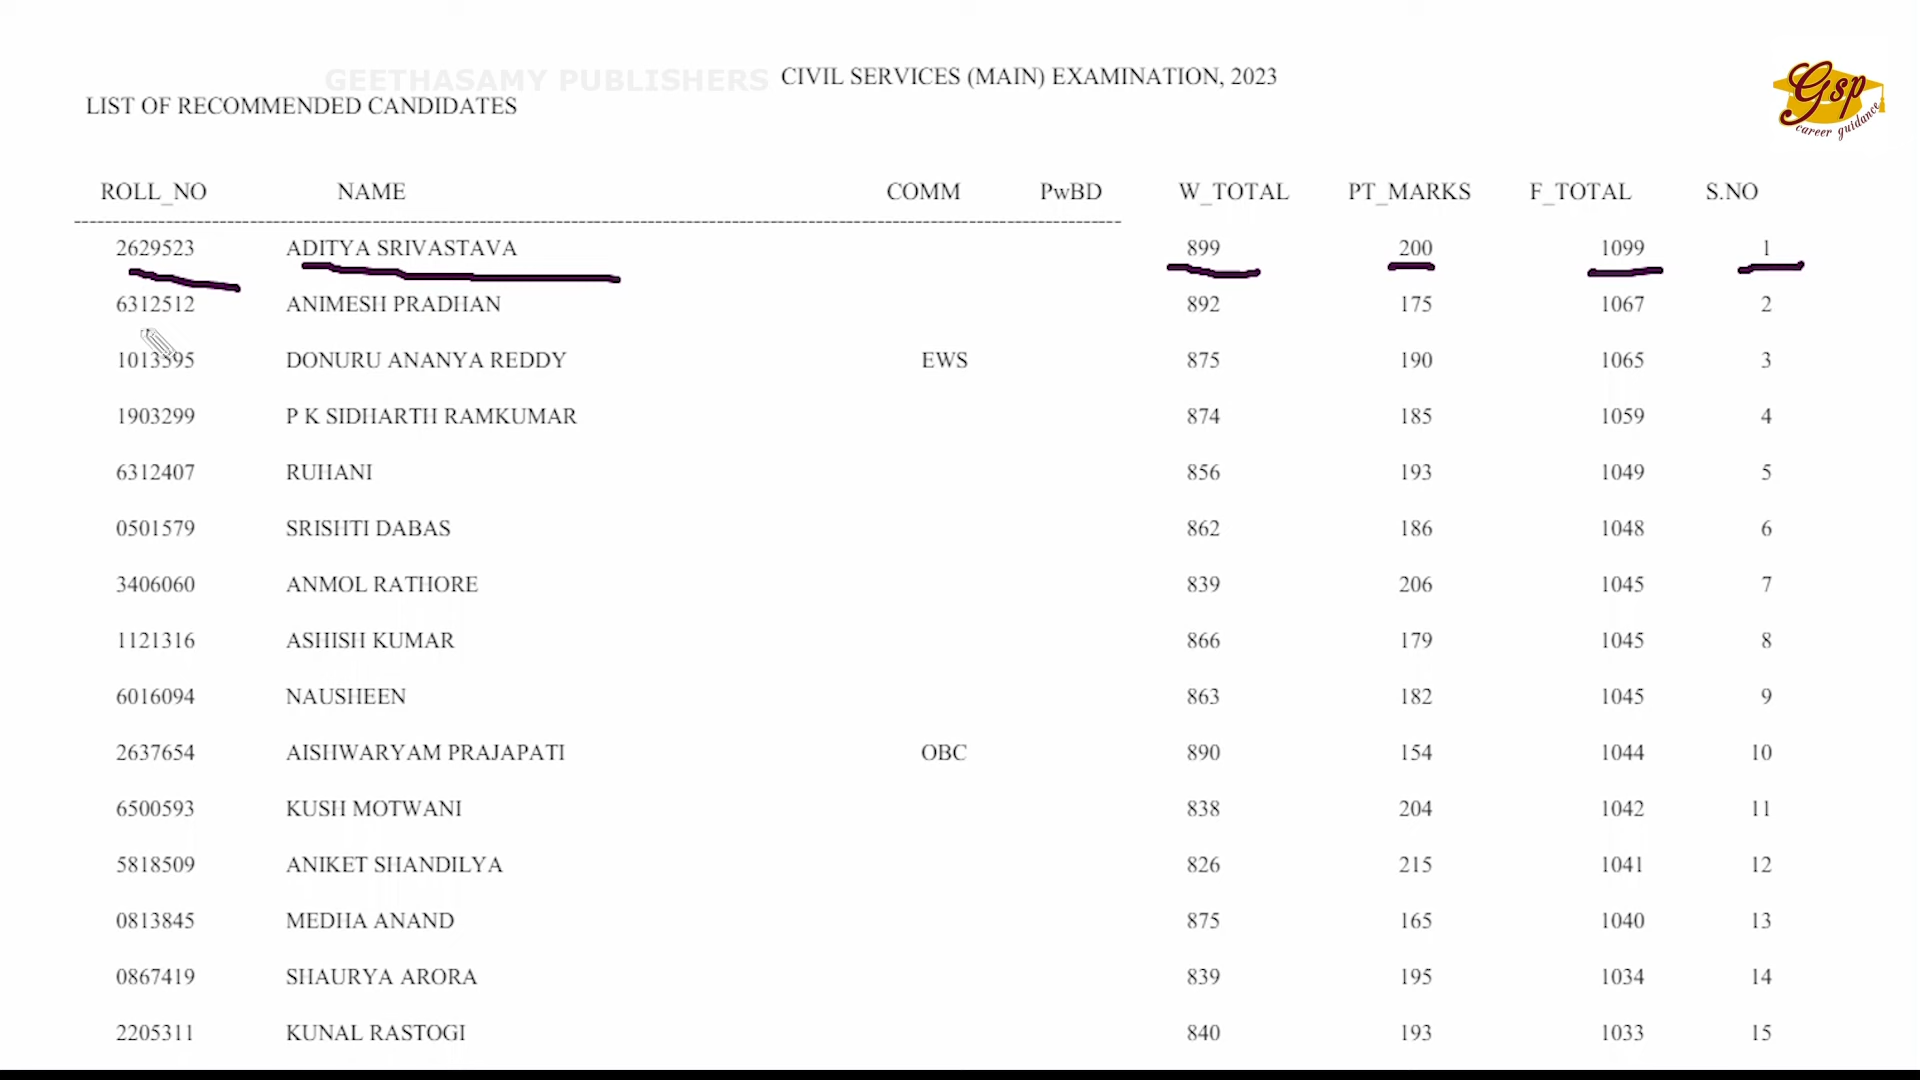 GEETHASAMY PUBLISHERS CIVIL SERVICES (MAIN) EXAMINATION, 2023
LIST OF RECOMMENDED CANDIDATES
Gsp
career guidance
ROLL_NO NAME COMM PwBD W_TOTAL PT_MARKS F_TOTAL S.NO
2629523 ADITYA SRIVASTAVA 899 200 1099 1
6312512 ANIMESH PRADHAN 892 175 1067 2
1013595 DONURU ANANYA REDDY EWS 875 190 1065 3
1903299 P K SIDHARTH RAMKUMAR 874 185 1059 4
6312407 RUHANI 856 193 1049 5
0501579 SRISHTI DABAS 862 186 1048 6
3406060 ANMOL RATHORE 839 206 1045 7
1121316 ASHISH KUMAR 866 179 1045 8
6016094 NAUSHEEN 863 182 1045 9
2637654 AISHWARYAM PRAJAPATI OBC 890 154 1044 10
6500593 KUSH MOTWANI 838 204 1042 11
5818509 ANIKET SHANDILYA 826 215 1041 12
0813845 MEDHA ANAND 875 165 1040 13
0867419 SHAURYA ARORA 839 195 1034 14
2205311 KUNAL RASTOGI 840 193 1033 15